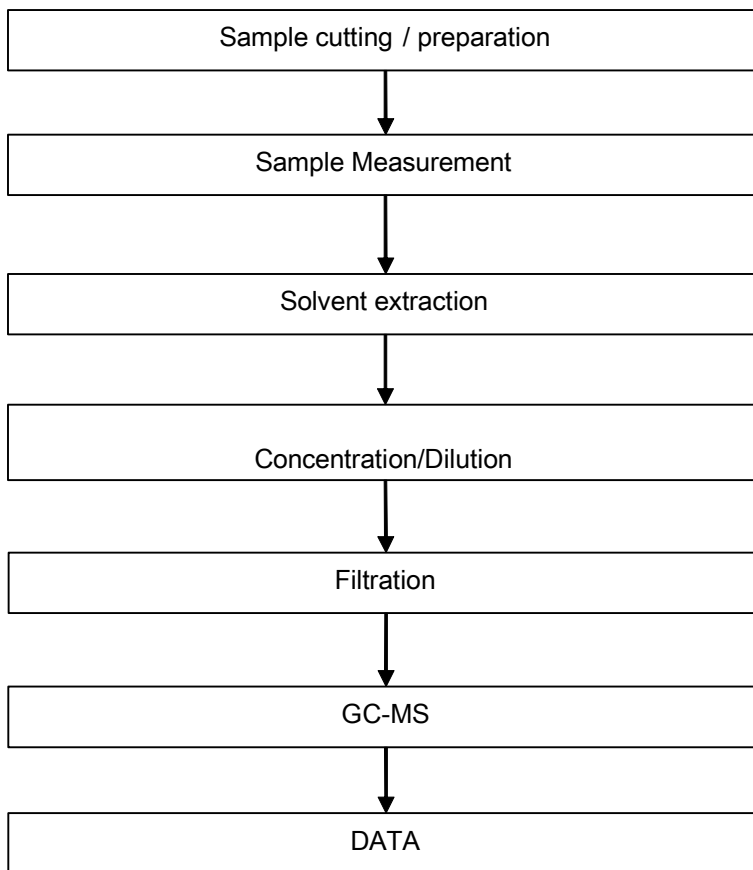 Sample cutting / preparation
Sample Measurement
Solvent extraction
Concentration/Dilution
Filtration
GC-MS
DATA